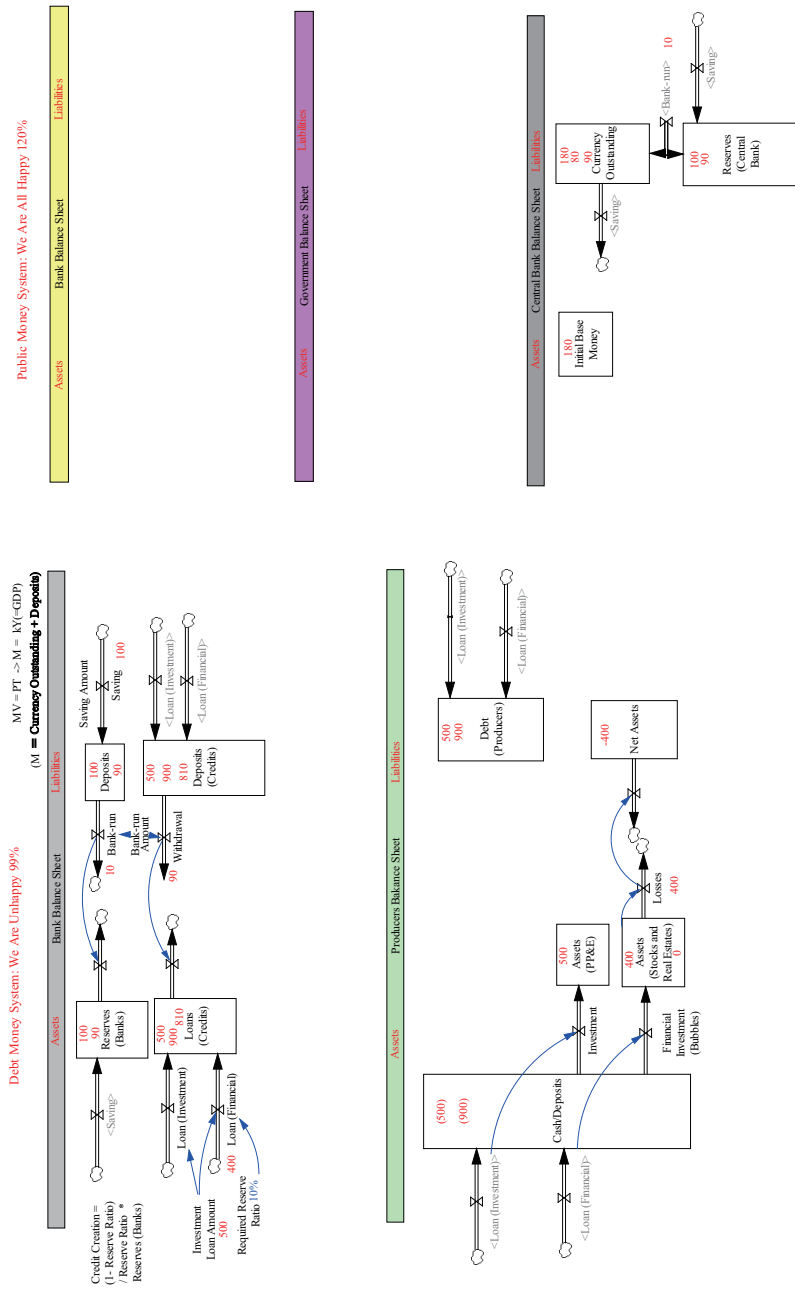 Debt Money System: We Are Unhappy 99%
Public Money System: We Are All Happy 120%
MV = PT -> M = kY(=GDP)
(M = Currency Outstanding + Deposits)
Assets
Bank Balance Sheet
Liabilities
Credit Creation =
(1- Reserve Ratio)
/ Reserve Ratio *
Reserves (Banks)
<Saving>
100
90
Reserves
(Banks)
10
Bank-run
100
Deposits
90
Saving Amount
Saving
100
Bank-run
Amount
Loan (Investment)
500
900
810
Loans
(Credits)
400
Loan (Financial)
Investment
Loan Amount
500
Required Reserve
Ratio 10%
90
Withdrawal
500
900
810
Deposits
(Credits)
<Loan (Investment)>
<Loan (Financial)>
Assets
Producers Bakance Sheet
Liabilities
<Loan (Investment)>
<Loan (Financial)>
(500)
(900)
Cash/Deposits
Investment
500
Assets
(PP&E)
Financial
Investment
(Bubbles)
400
Assets
(Stocks and
Real Estates)
0
Losses
400
500
900
Debt
(Producers)
<Loan (Investment)>
<Loan (Financial)>
-400
Net Assets
Assets
Bank Balance Sheet
Liabilities
Assets
Government Balance Sheet
Liabilities
Assets
Central Bank Balance Sheet
Liabilities
180
Initial Base
Money
<Saving>
180
80
90
Currency
Outstanding
<Bank-run>
10
100
90
Reserves
(Central
Bank)
<Saving>